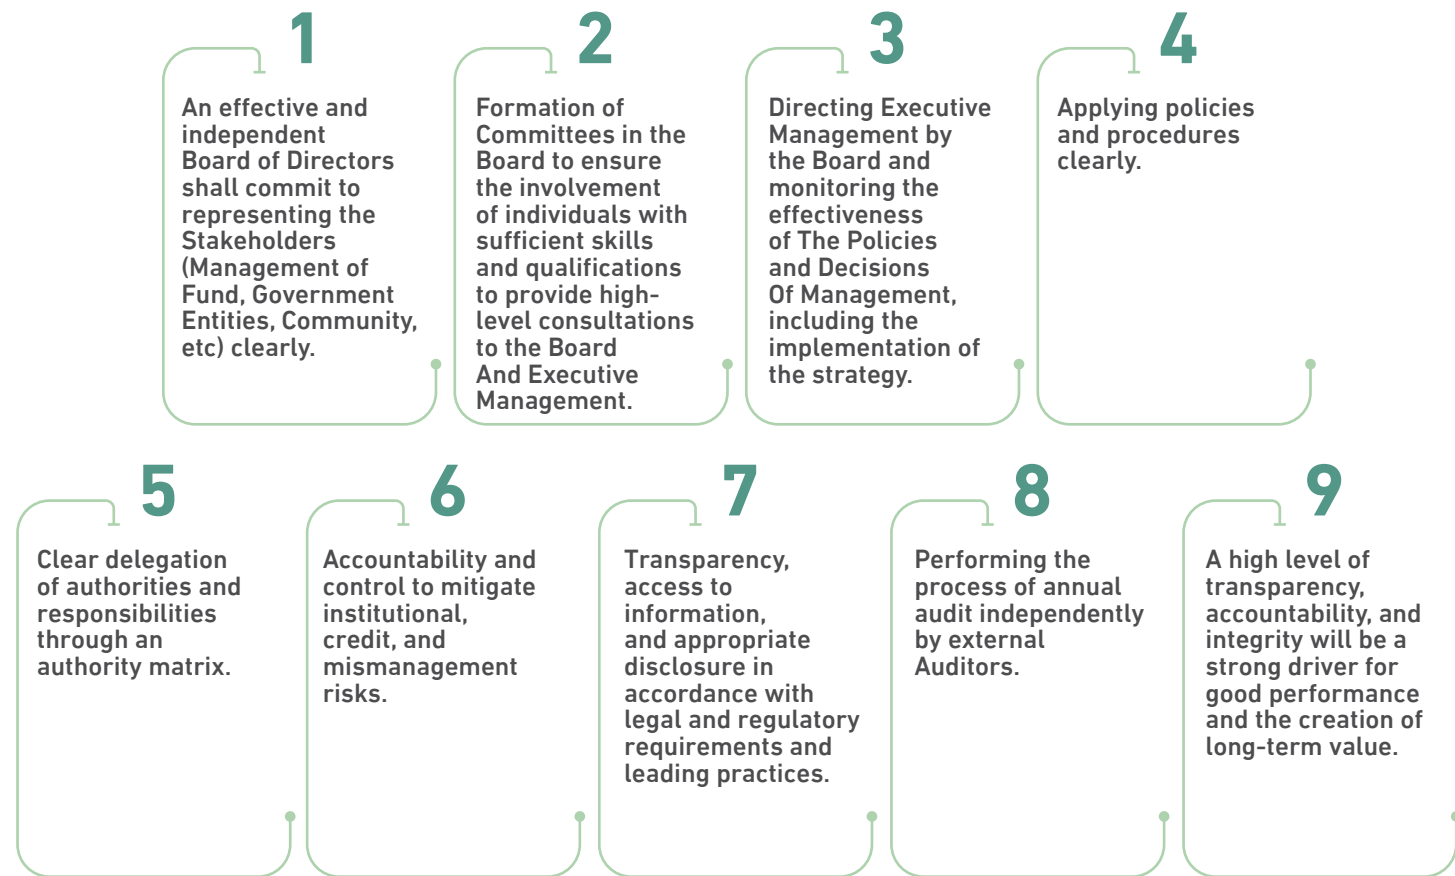 1
An effective and
independent
Board of Directors
shall commit to
representing the
Stakeholders
(Management of
Fund, Government
Entities, Community,
etc) clearly.
2
Formation of
Committees in the
Board to ensure
the involvement
of individuals with
sufficient skills
and qualifications
to provide high-
level consultations
to the Board
And Executive
Management.
3
Directing Executive
Management by
the Board and
monitoring the
effectiveness
of The Policies
and Decisions
Of Management,
including the
implementation of
the strategy.
4
Applying policies
and procedures
clearly.
5
Clear delegation
of authorities and
responsibilities
through an
authority matrix.
6
Accountability and
control to mitigate
institutional,
credit, and
mismanagement
risks.
7
Transparency,
access to
information,
and appropriate
disclosure in
accordance with
legal and regulatory
requirements and
leading practices.
8
Performing the
process of annual
audit independently
by external
Auditors.
9
A high level of
transparency,
accountability, and
integrity will be a
strong driver for
good performance
and the creation of
long-term value.